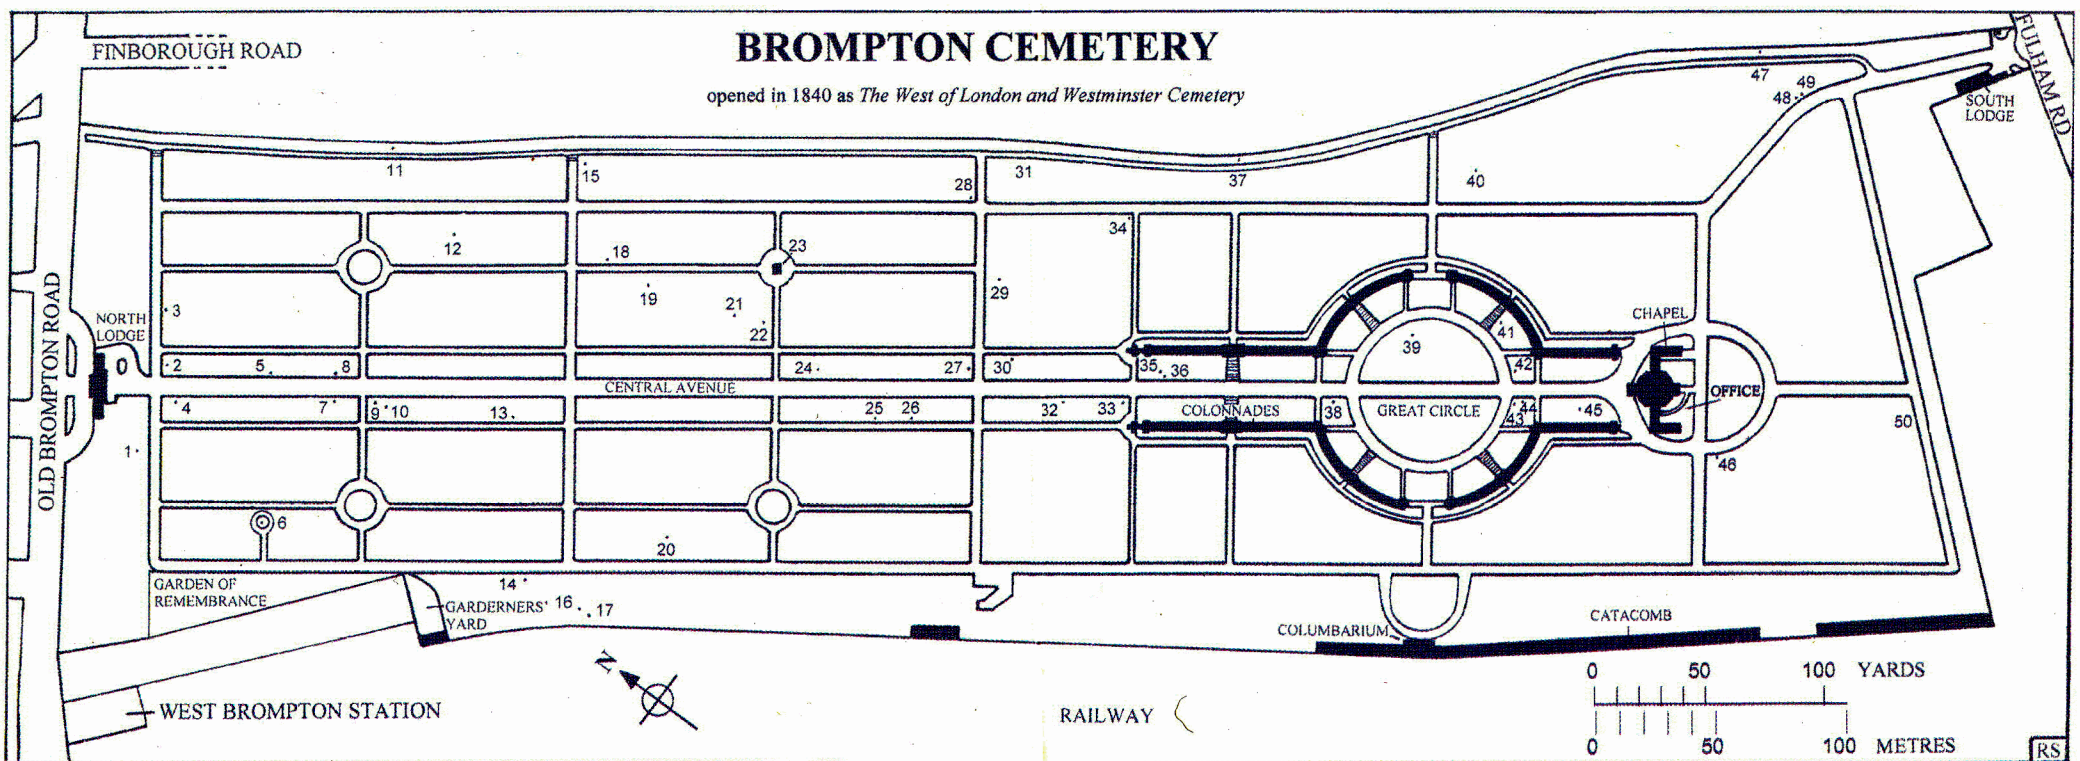 BROMPTON CEMETERY
opened in 1840 as The West of London and Westminster Cemetery
FINBOROUGH ROAD
FULHAM RD
SOUTH
LODGE
47
49
48
11
15
28
31
37
40
12
18
23
34
19
21
22
29
3
NORTH
LODGE
OLD BROMPTON ROAD
CHAPEL
41
39
2
5
8
24
27
30
35
36
42
CENTRAL AVENUE
OFFICE
4
7
9
10
13
25
26
32
33
COLONNADES
38
GREAT CIRCLE
43
44
45
50
1
46
6
20
GARDEN OF
REMEMBRANCE
14
GARDERNERS'
YARD
16
17
COLUMBARIUM
CATACOMB
N
WEST BROMPTON STATION
RAILWAY
0 50 100 YARDS
0 50 100 METRES
RS